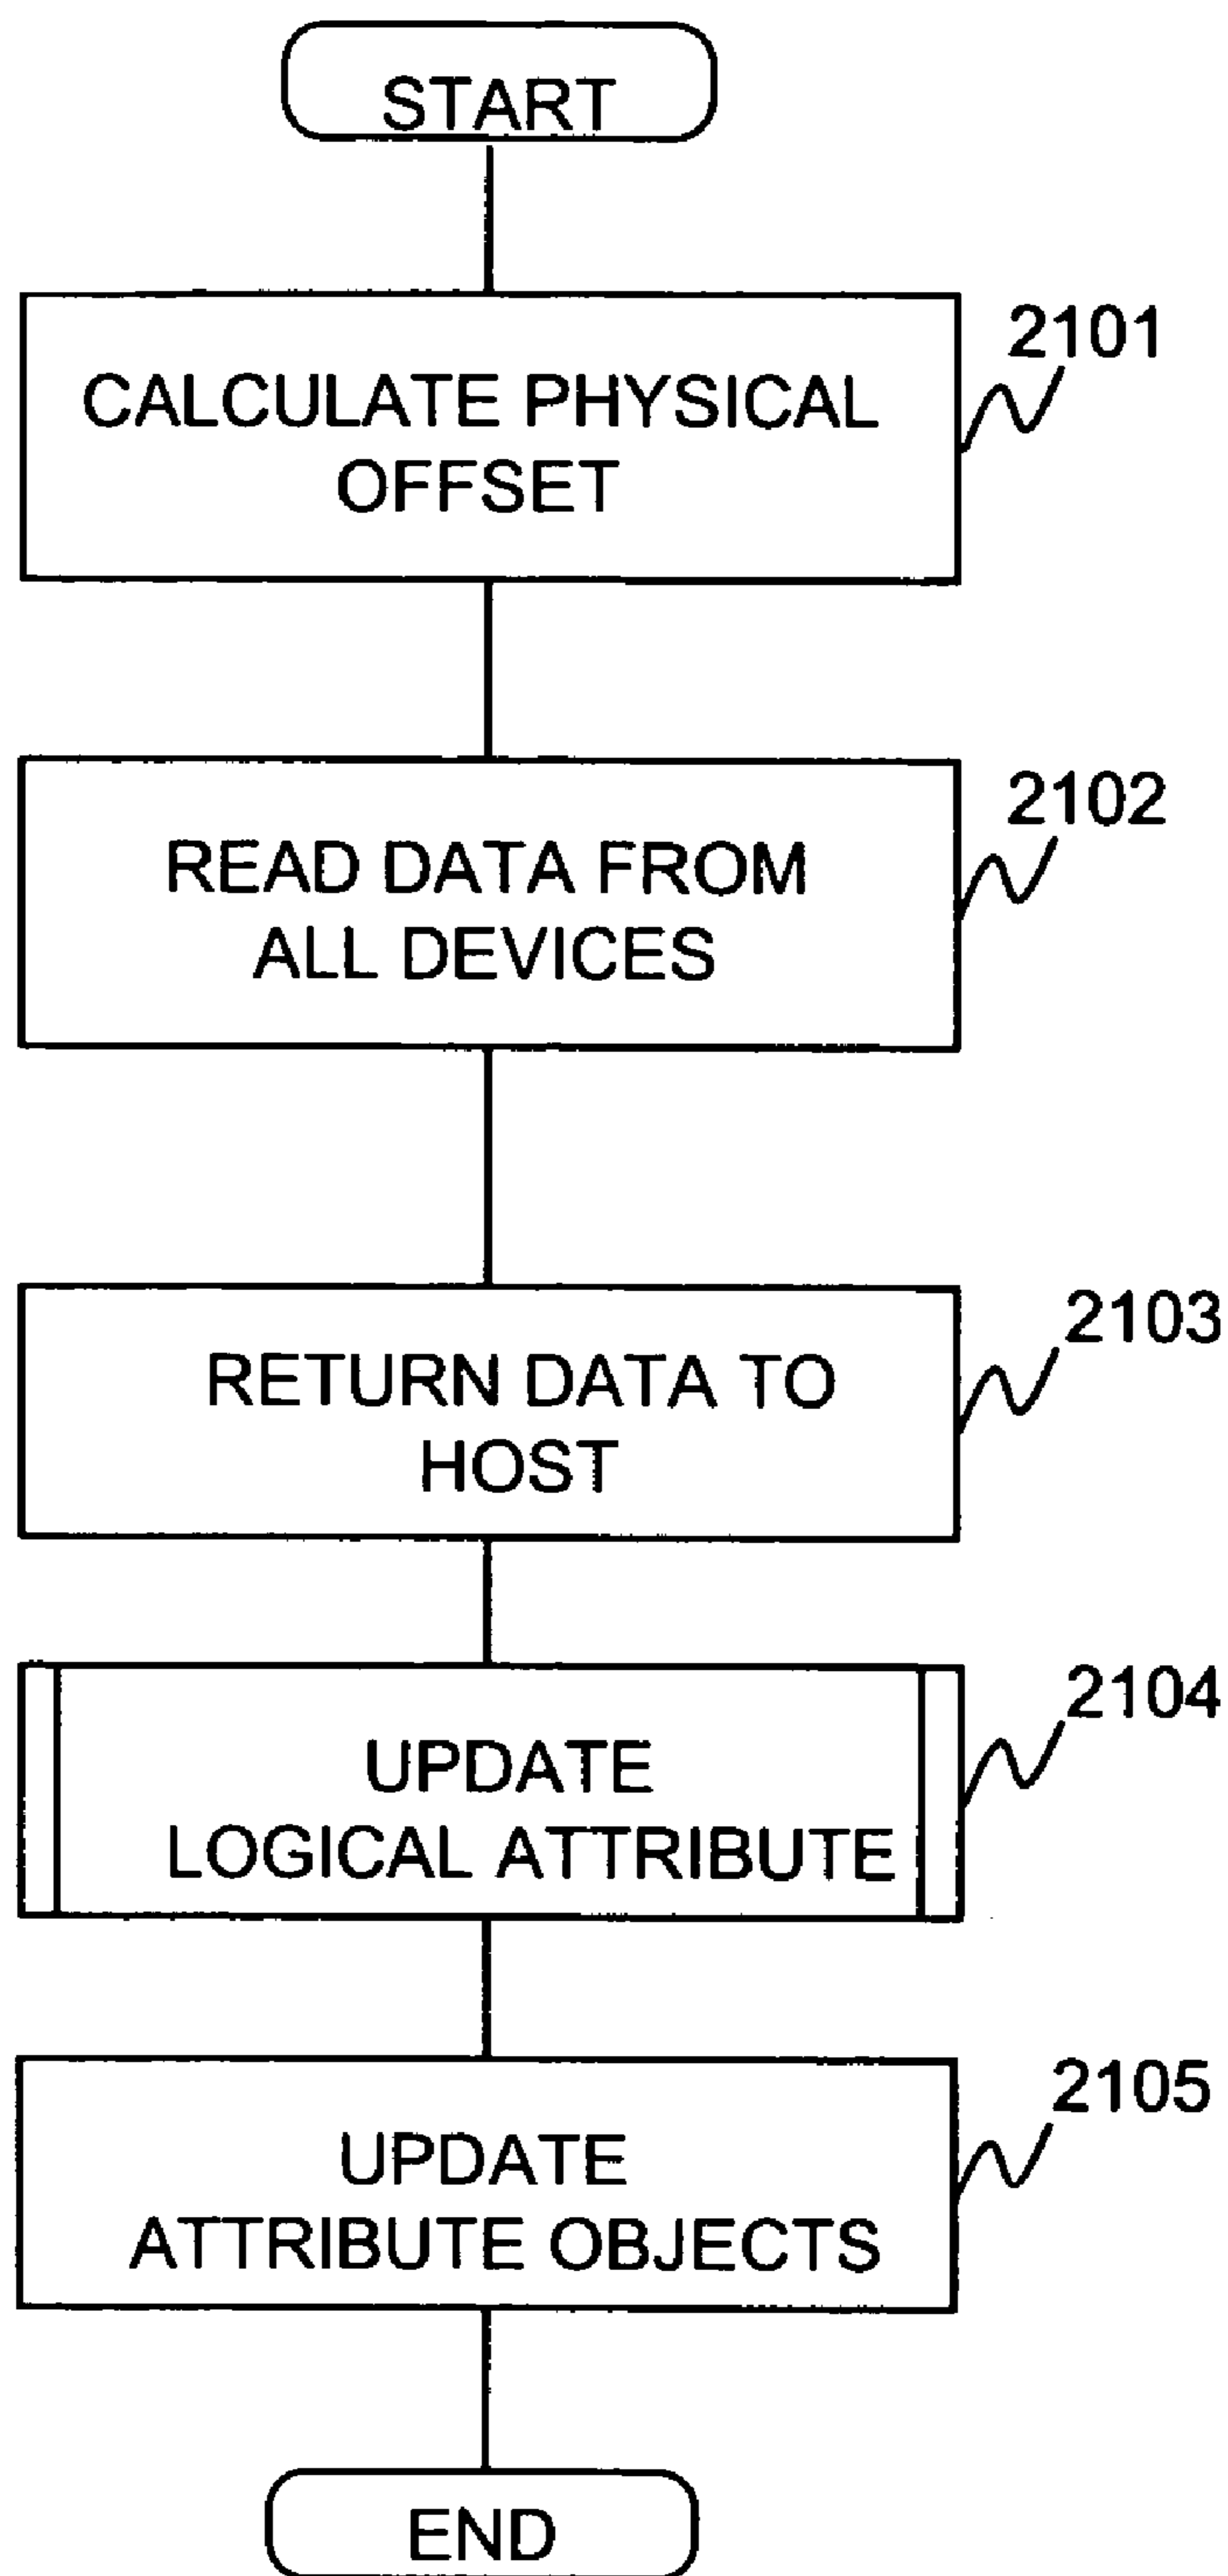 START
2101
CALCULATE PHYSICAL
OFFSET
2102
READ DATA FROM
ALL DEVICES
2103
RETURN DATA TO
HOST
2104
UPDATE
LOGICAL ATTRIBUTE
2105
UPDATE
ATTRIBUTE OBJECTS
END